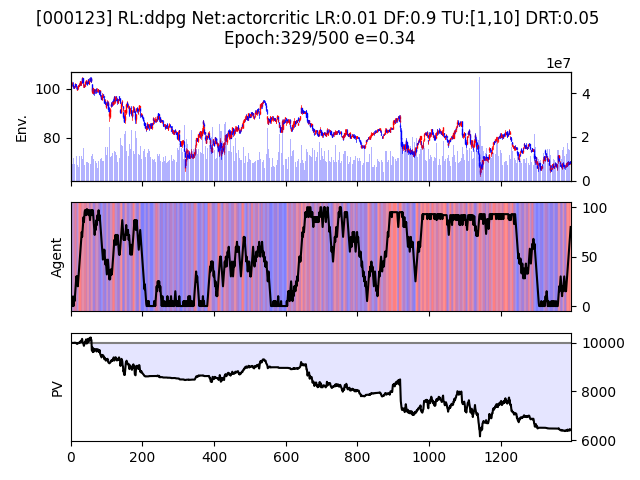 [000123] RL:ddpg Net:actorcritic LR:0.01 DF:0.9 TU:[1,10] DRT:0.05
Epoch:329/500 e=0.34
1e7
100
80
Env.
4
2
0
Agent
100
50
0
PV
10000
8000
6000
0 200 400 600 800 1000 1200